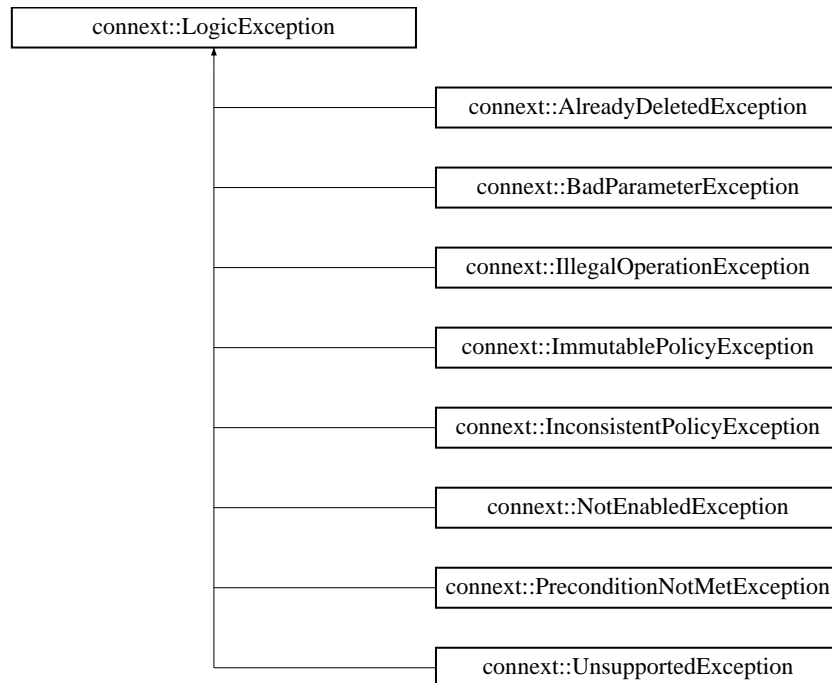 connext::LogicException
connext::AlreadyDeletedException
connext::BadParameterException
connext::IllegalOperationException
connext::ImmutablePolicyException
connext::InconsistentPolicyException
connext::NotEnabledException
connext::PreconditionNotMetException
connext::UnsupportedException